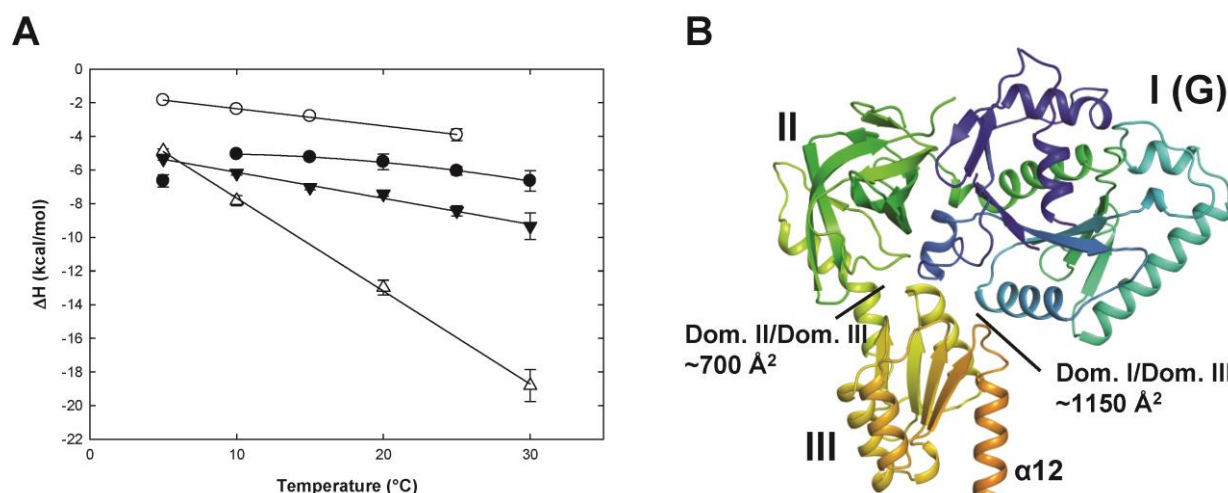 A
0
-2
-4
-6
-8
-10
-12
-14
-16
-18
-20
-22
ΔH (kcal/mol)
0
10
20
30
Temperature (°C)
B
I (G)
II
Dom. II/Dom. III
~700 Å²
Dom. I/Dom. III
~1150 Å²
III
α12